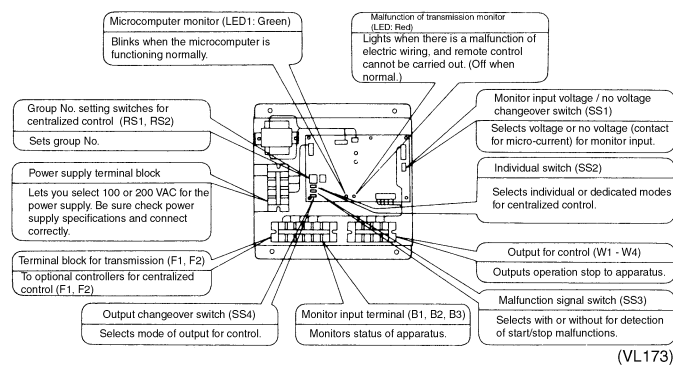 Microcomputer monitor (LED1: Green)
Blinks when the microcomputer is
functioning normally.
Malfunction of transmission monitor
(LED: Red)
Lights when there is a malfunction of
electric wiring, and remote control
cannot be carried out. (Off when
normal.)
Group No. setting switches for
centralized control (RS1, RS2)
Sets group No.
Monitor input voltage / no voltage
changeover switch (SS1)
Selects voltage or no voltage (contact
for micro-current) for monitor input.
Power supply terminal block
Lets you select 100 or 200 VAC for the
power supply. Be sure check power
supply specifications and connect
correctly.
Individual switch (SS2)
Selects individual or dedicated modes
for centralized control.
Terminal block for transmission (F1, F2)
To optional controllers for centralized
control (F1, F2)
Output for control (W1 - W4)
Outputs operation stop to apparatus.
Output changeover switch (SS4)
Selects mode of output for control.
Monitor input terminal (B1, B2, B3)
Monitors status of apparatus.
Malfunction signal switch (SS3)
Selects with or without for detection
of start/stop malfunctions.
(VL173)